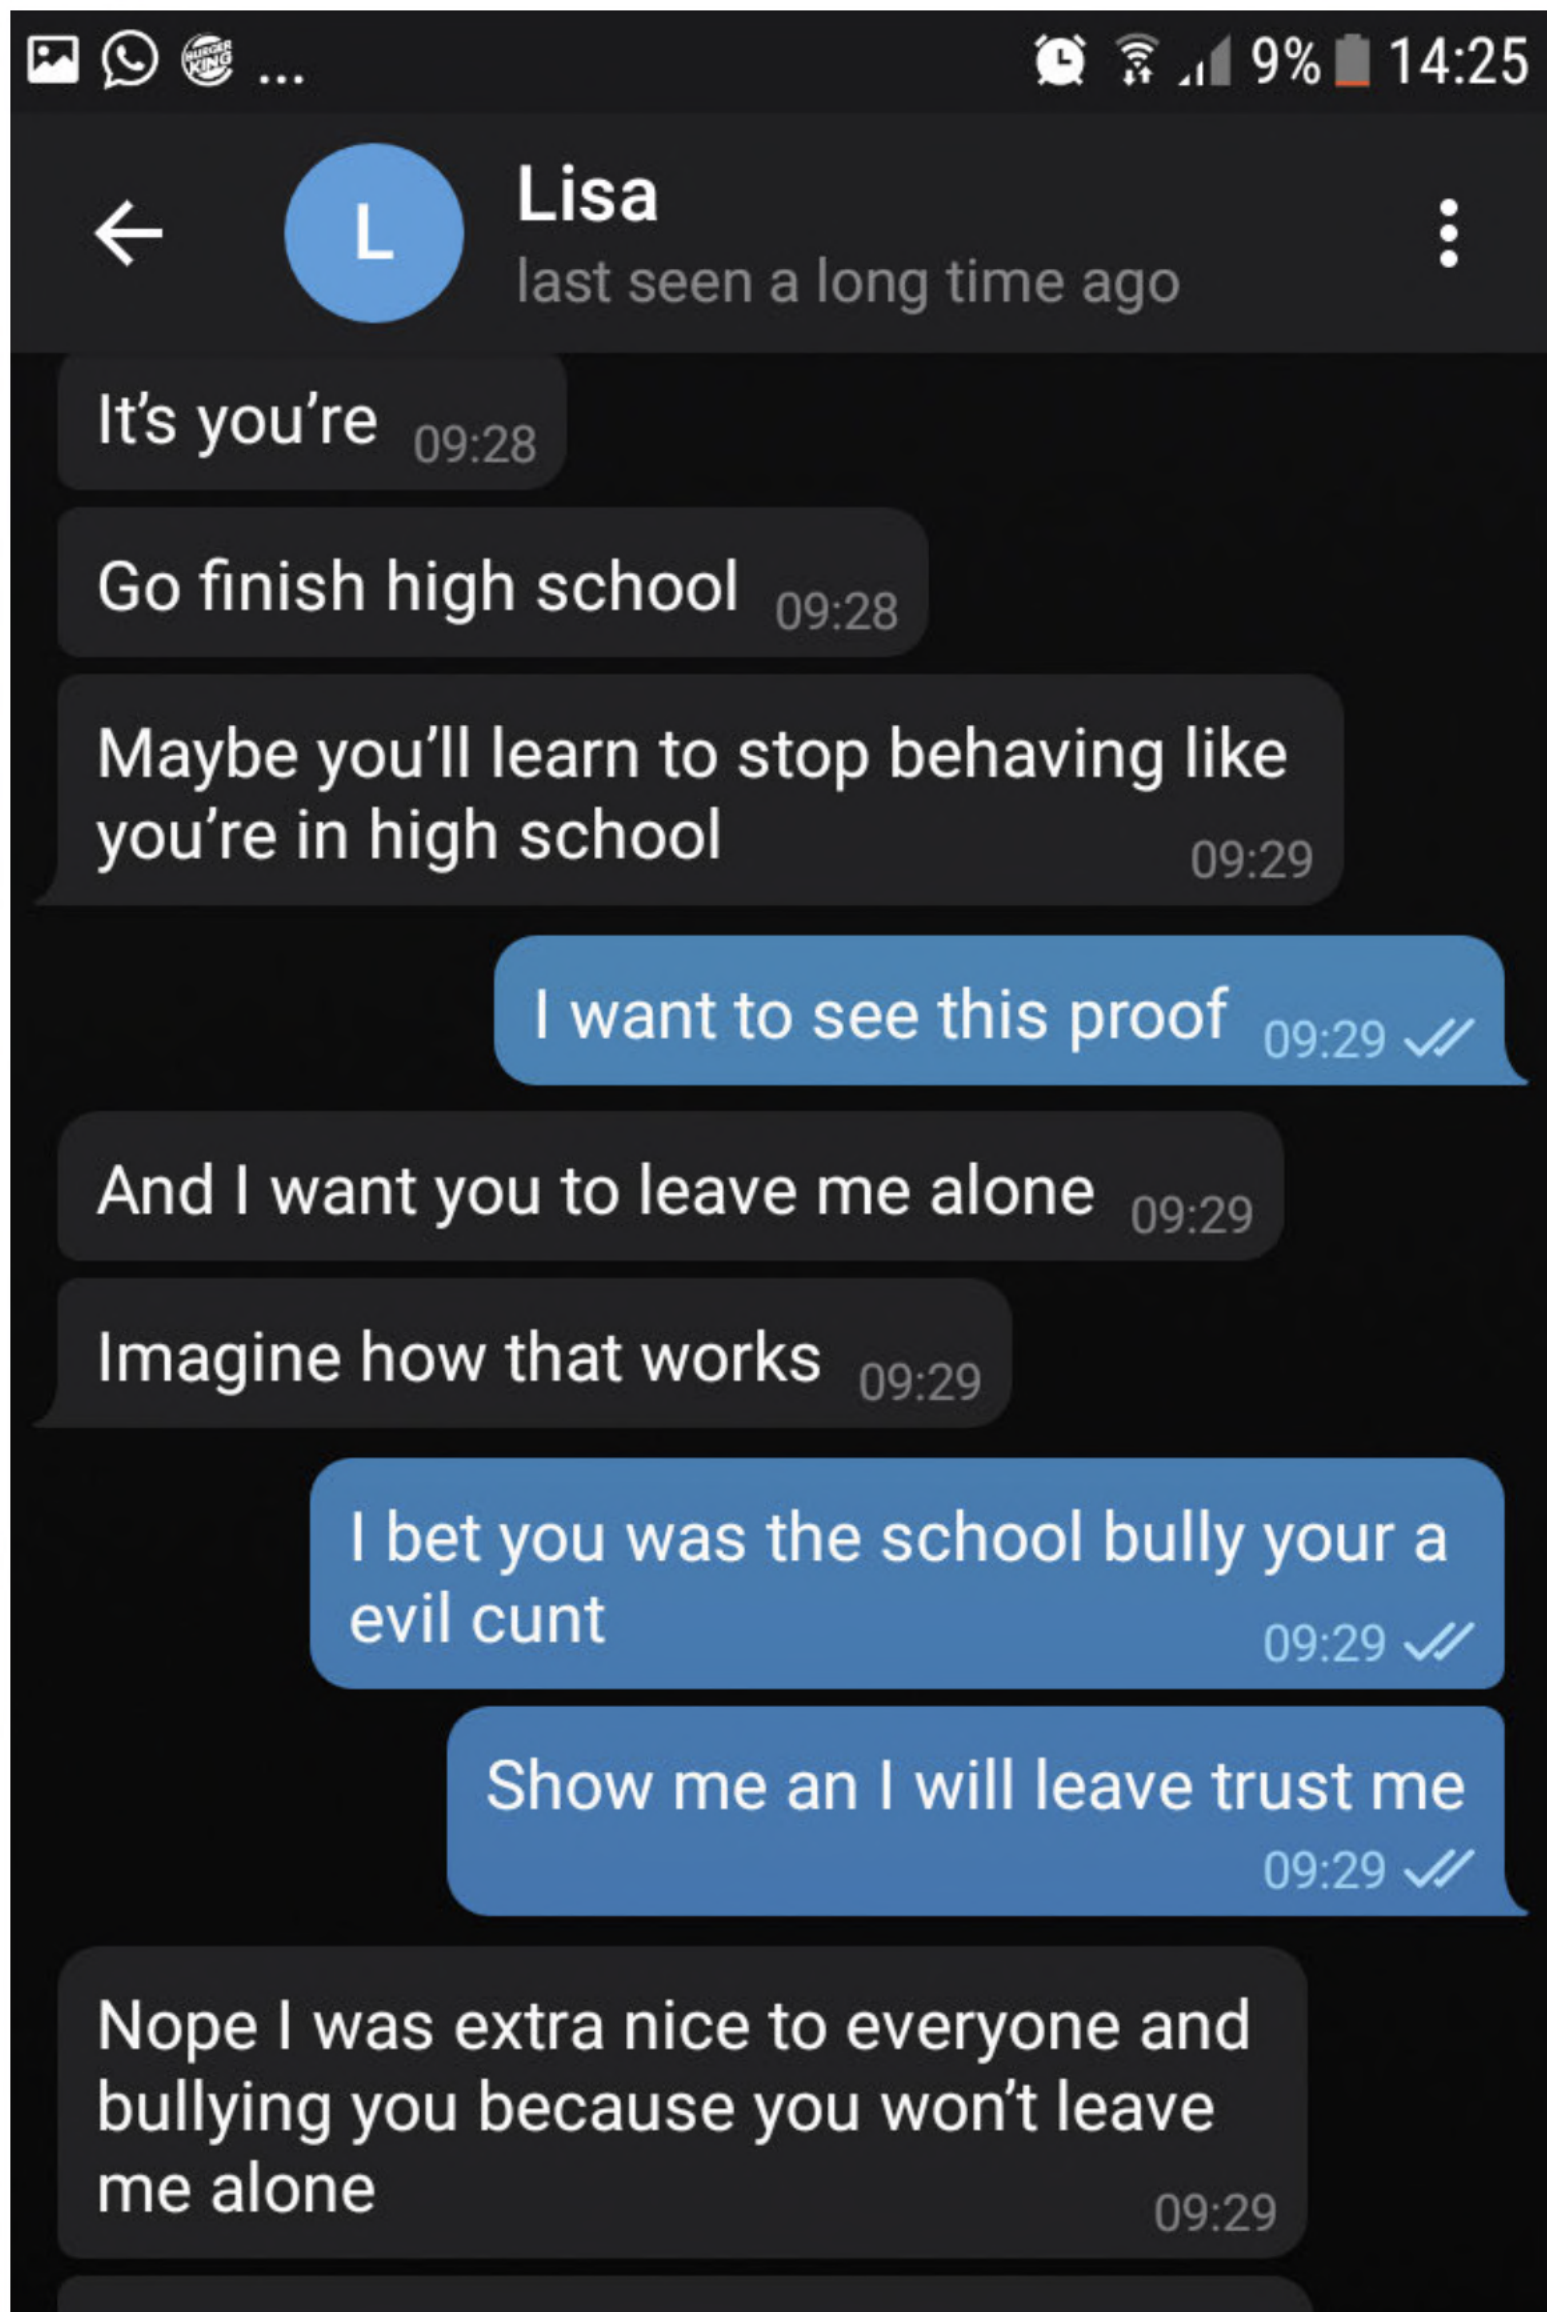 BURGER KING ... 9% 14:25
L Lisa
last seen a long time ago
It’s you’re 09:28
Go finish high school 09:28
Maybe you’ll learn to stop behaving like
you’re in high school 09:29
I want to see this proof 09:29
And I want you to leave me alone 09:29
Imagine how that works 09:29
I bet you was the school bully your a
evil cunt 09:29
Show me an I will leave trust me
09:29
Nope I was extra nice to everyone and
bullying you because you won’t leave
me alone 09:29